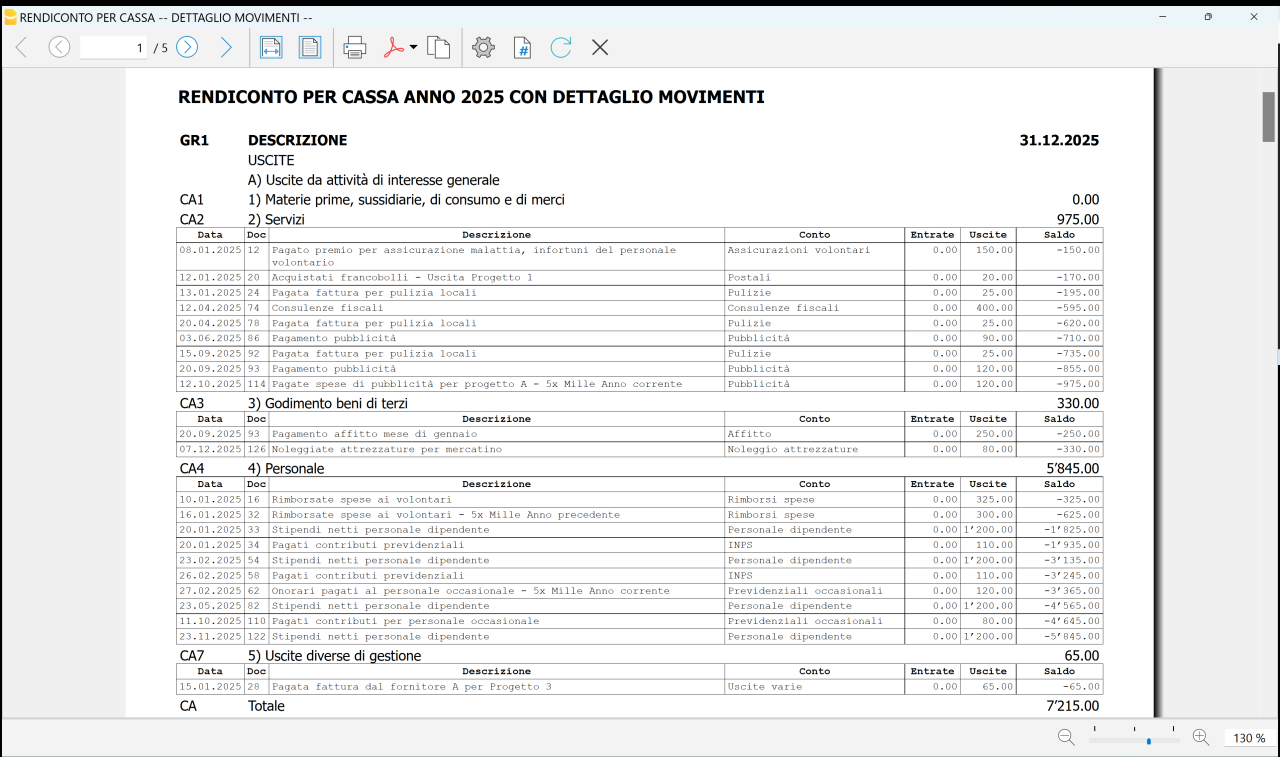 RENDICONTO PER CASSA -- DETTAGLIO MOVIMENTI --
1 / 5
RENDICONTO PER CASSA ANNO 2025 CON DETTAGLIO MOVIMENTI
GR1 DESCRIZIONE 31.12.2025
USCITE
A) Uscite da attività di interesse generale
CA1 1) Materie prime, sussidiarie, di consumo e di merci 0.00
CA2 2) Servizi 975.00
Data Doc Descrizione Conto Entrate Uscite Saldo
08.01.2025 12 Pagato premio per assicurazione malattia, infortuni del personale Assicurazioni volontari 0.00 150.00 -150.00
volontario
12.01.2025 20 Acquistati francobolli - Uscita Progetto 1 Postali 0.00 20.00 -170.00
13.01.2025 24 Pagata fattura per pulizia locali Pulizie 0.00 25.00 -195.00
12.04.2025 74 Consulenze fiscali Consulenze fiscali 0.00 400.00 -595.00
20.04.2025 78 Pagata fattura per pulizia locali Pulizie 0.00 25.00 -620.00
03.06.2025 86 Pagamento pubblicità Pubblicità 0.00 90.00 -710.00
15.09.2025 92 Pagata fattura per pulizia locali Pulizie 0.00 25.00 -735.00
20.09.2025 93 Pagamento pubblicità Pubblicità 0.00 120.00 -855.00
12.10.2025 114 Pagate spese di pubblicità per progetto A - 5x Mille Anno corrente Pubblicità 0.00 120.00 -975.00
CA3 3) Godimento beni di terzi 330.00
Data Doc Descrizione Conto Entrate Uscite Saldo
20.09.2025 93 Pagamento affitto mese di gennaio Affitto 0.00 250.00 -250.00
07.12.2025 126 Noleggiate attrezzature per mercatino Noleggio attrezzature 0.00 80.00 -330.00
CA4 4) Personale 5'845.00
Data Doc Descrizione Conto Entrate Uscite Saldo
10.01.2025 16 Rimborsate spese ai volontari Rimborsi spese 0.00 325.00 -325.00
16.01.2025 32 Rimborsate spese ai volontari - 5x Mille Anno precedente Rimborsi spese 0.00 300.00 -625.00
20.01.2025 33 Stipendi netti personale dipendente Personale dipendente 0.00 1'200.00 -1'825.00
20.01.2025 34 Pagati contributi previdenziali INPS 0.00 110.00 -1'935.00
23.02.2025 54 Stipendi netti personale dipendente Personale dipendente 0.00 1'200.00 -3'135.00
26.02.2025 58 Pagati contributi previdenziali INPS 0.00 110.00 -3'245.00
27.02.2025 62 Onorari pagati al personale occasionale - 5x Mille Anno corrente Previdenziali occasionali 0.00 120.00 -3'365.00
23.05.2025 82 Stipendi netti personale dipendente Personale dipendente 0.00 1'200.00 -4'565.00
11.10.2025 110 Pagati contributi per personale occasionale Previdenziali occasionali 0.00 80.00 -4'645.00
23.11.2025 122 Stipendi netti personale dipendente Personale dipendente 0.00 1'200.00 -5'845.00
CA7 5) Uscite diverse di gestione 65.00
Data Doc Descrizione Conto Entrate Uscite Saldo
15.01.2025 28 Pagata fattura dal fornitore A per Progetto 3 Uscite varie 0.00 65.00 -65.00
CA Totale 7'215.00
130 %